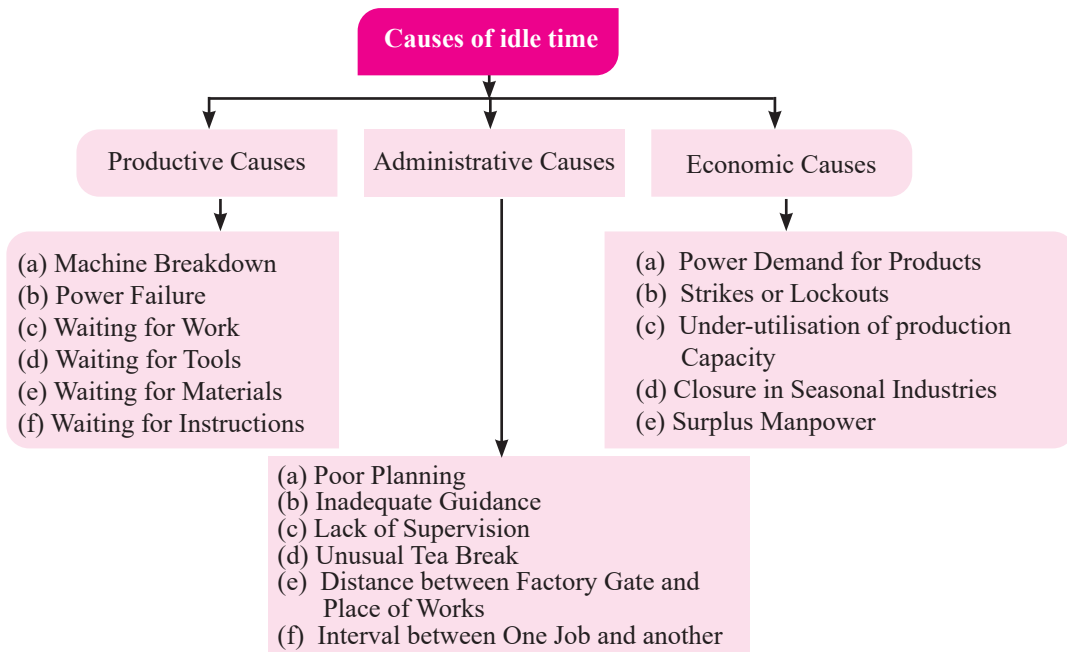 Causes of idle time
Productive Causes
Administrative Causes
Economic Causes
(a) Machine Breakdown
(b) Power Failure
(c) Waiting for Work
(d) Waiting for Tools
(e) Waiting for Materials
(f) Waiting for Instructions
(a) Power Demand for Products
(b) Strikes or Lockouts
(c) Under-utilisation of production
Capacity
(d) Closure in Seasonal Industries
(e) Surplus Manpower
(a) Poor Planning
(b) Inadequate Guidance
(c) Lack of Supervision
(d) Unusual Tea Break
(e) Distance between Factory Gate and
Place of Works
(f) Interval between One Job and another